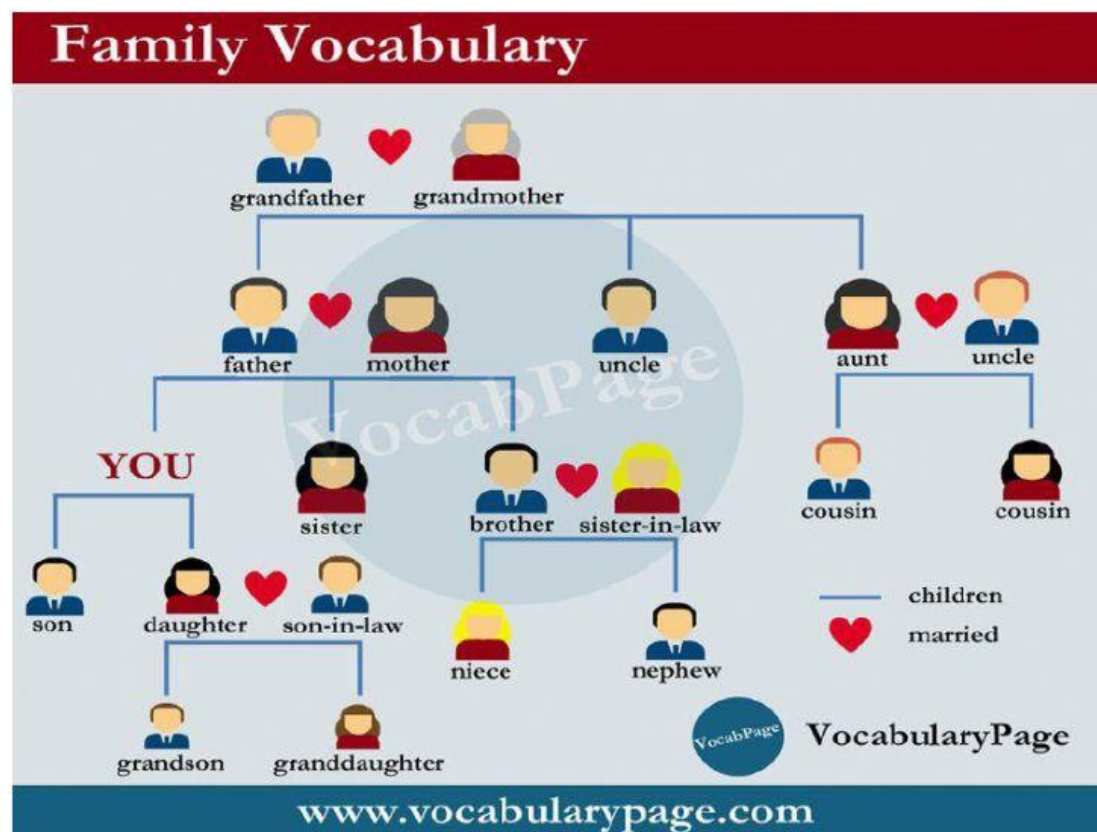 Family Vocabulary
grandfather grandmother
father mother uncle aunt uncle
VocabPage
YOU
sister brother sister-in-law cousin cousin
son daughter son-in-law
children
married
niece nephew
VocabPage
VocabularyPage
grandson granddaughter
www.vocabularypage.com